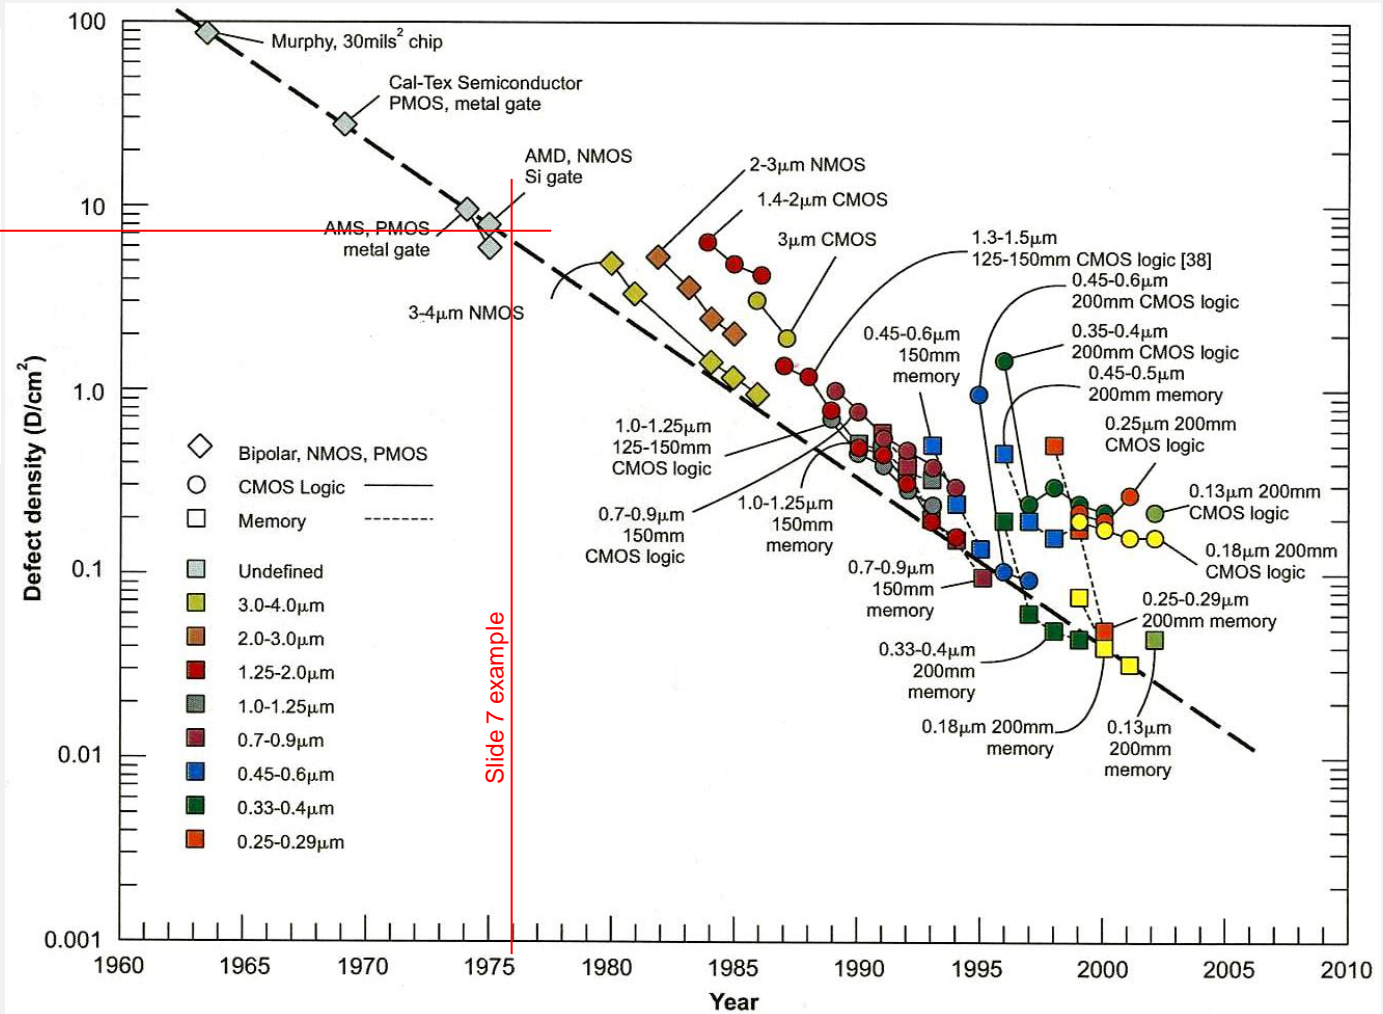 100
10
1.0
0.1
0.01
0.001
Defect density (D/cm²)
1960
1965
1970
1975
1980
1985
1990
1995
2000
2005
2010
Year
Murphy, 30mils² chip
Cal-Tex Semiconductor
PMOS, metal gate
AMD, NMOS
Si gate
AMS, PMOS
metal gate
3-4μm NMOS
2-3μm NMOS
1.4-2μm CMOS
3μm CMOS
1.3-1.5μm
125-150mm CMOS logic [38]
0.45-0.6μm
200mm CMOS logic
0.35-0.4μm
200mm CMOS logic
0.45-0.5μm
200mm memory
0.25μm 200mm
CMOS logic
0.13μm 200mm
CMOS logic
0.18μm 200mm
CMOS logic
0.25-0.29μm
200mm memory
0.45-0.6μm
150mm
memory
1.0-1.25μm
125-150mm
CMOS logic
0.7-0.9μm
150mm
CMOS logic
1.0-1.25μm
150mm
memory
0.7-0.9μm
150mm
memory
0.33-0.4μm
200mm
memory
0.18μm 200mm
memory
0.13μm
200mm
memory
Bipolar, NMOS, PMOS
CMOS Logic
Memory
Undefined
3.0-4.0μm
2.0-3.0μm
1.25-2.0μm
1.0-1.25μm
0.7-0.9μm
0.45-0.6μm
0.33-0.4μm
0.25-0.29μm
Slide 7 example